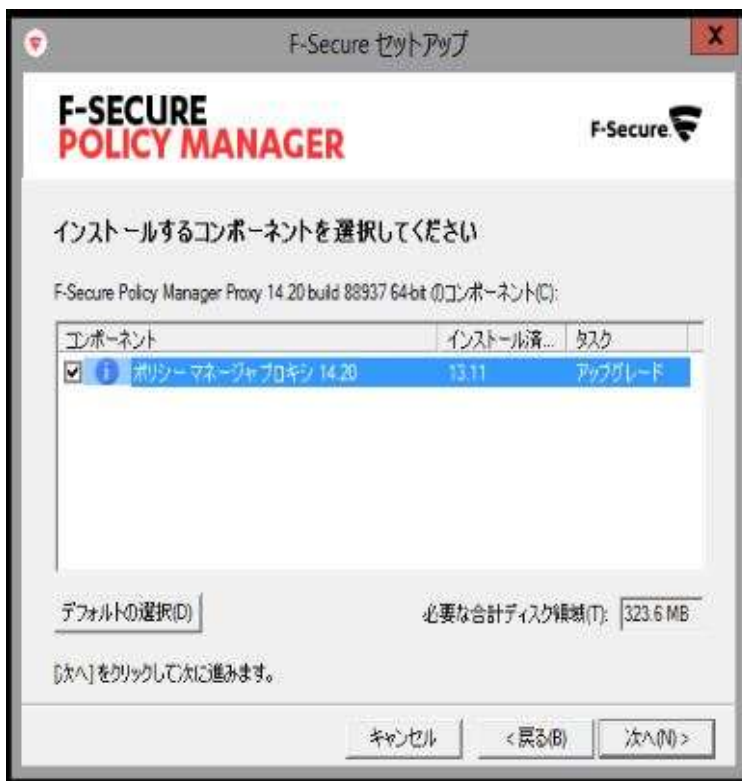 F-Secure セットアップ
X
F-SECURE
POLICY MANAGER
F-Secure.
インストールするコンポーネントを選択してください
F-Secure Policy Manager Proxy 14.20 build 88937 64-bit のコンポーネント(C):
コンポーネント インストール済... タスク
ポリシー マネージャ プロキシ 14.20 13.11 アップグレード
デフォルトの選択(D) 必要な合計ディスク領域(T): 323.6 MB
[次へ] をクリックして次に進みます。
キャンセル < 戻る(B) 次へ(N) >